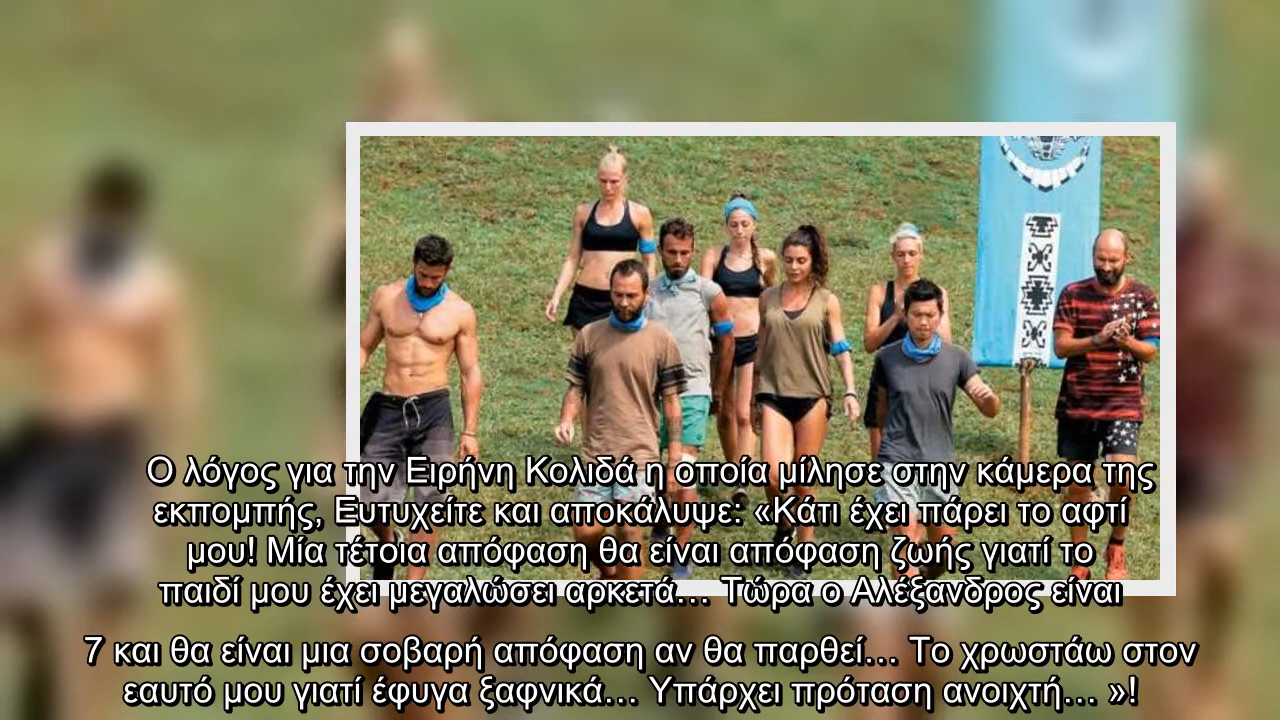 Ο λόγος για την Ειρήνη Κολιδά η οποία μίλησε στην κάμερα της
εκπομπής, Ευτυχείτε και αποκάλυψε: «Κάτι έχει πάρει το αφτί
μου! Μία τέτοια απόφαση θα είναι απόφαση ζωής γιατί το
παιδί μου έχει μεγαλώσει αρκετά… Τώρα ο Αλέξανδρος είναι
7 και θα είναι μια σοβαρή απόφαση αν θα παρθεί… Το χρωστάω στον
εαυτό μου γιατί έφυγα ξαφνικά… Υπάρχει πρόταση ανοιχτή… »!